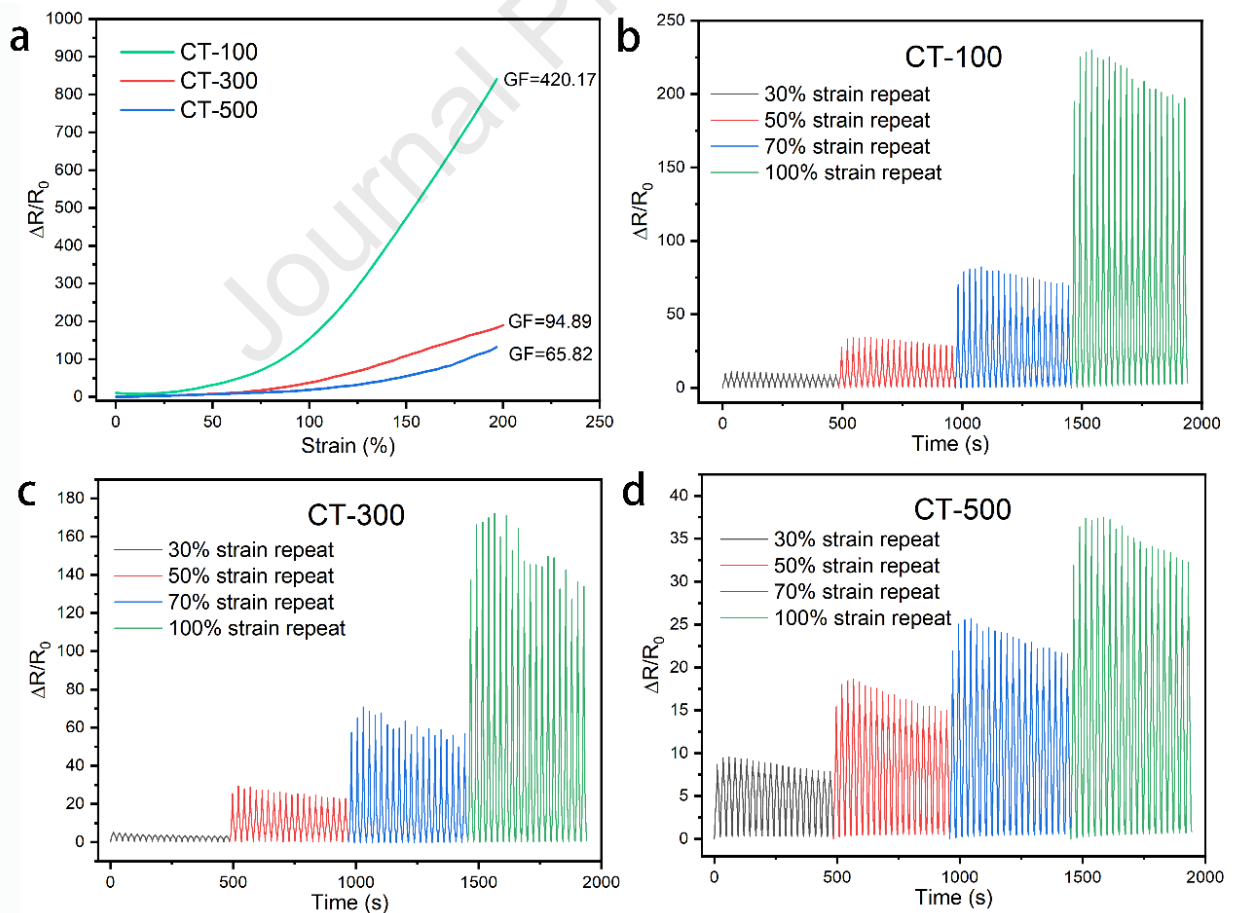 Journal P
a
1000
900
800
700
600
500
400
300
200
100
0
ΔR/R0
CT-100
CT-300
CT-500
GF=420.17
GF=94.89
GF=65.82
0 50 100 150 200 250
Strain (%)
b
CT-100
250
200
150
100
50
0
ΔR/R0
30% strain repeat
50% strain repeat
70% strain repeat
100% strain repeat
0 500 1000 1500 2000
Time (s)
c
CT-300
180
160
140
120
100
80
60
40
20
0
ΔR/R0
30% strain repeat
50% strain repeat
70% strain repeat
100% strain repeat
0 500 1000 1500 2000
Time (s)
d
CT-500
40
35
30
25
20
15
10
5
0
ΔR/R0
30% strain repeat
50% strain repeat
70% strain repeat
100% strain repeat
0 500 1000 1500 2000
Time (s)